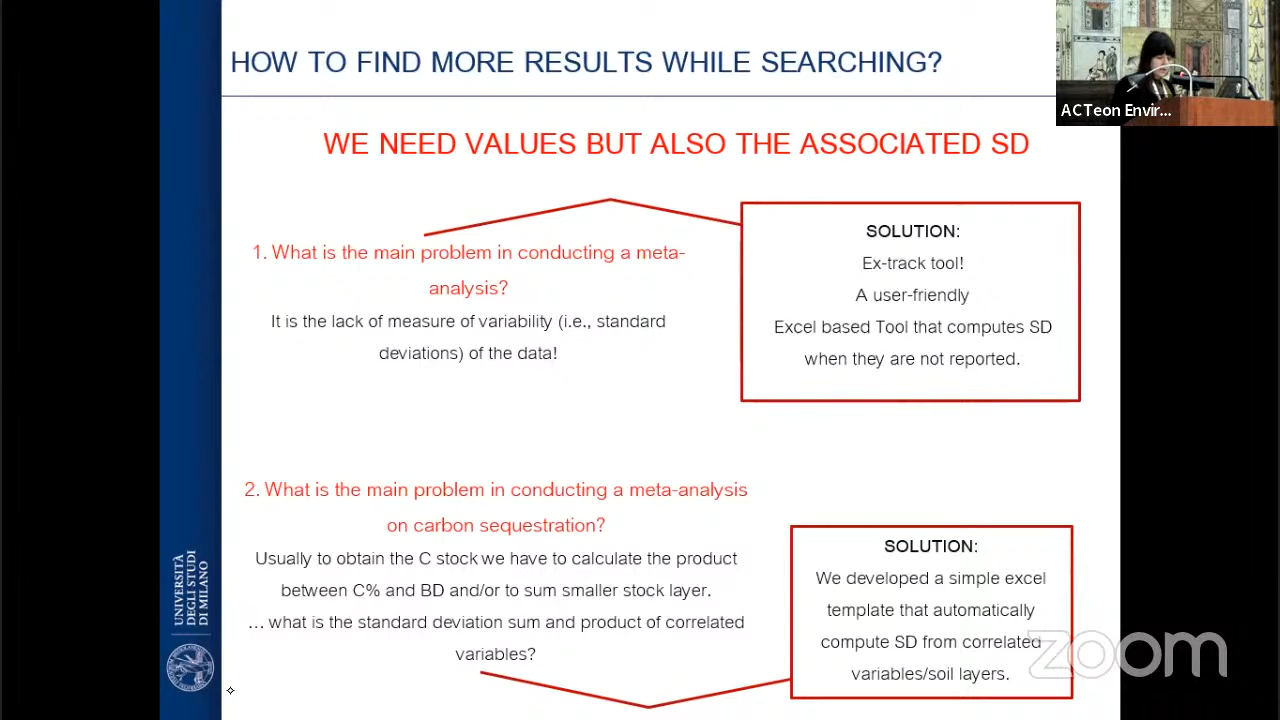 HOW TO FIND MORE RESULTS WHILE SEARCHING?
ACTeon Envir...
WE NEED VALUES BUT ALSO THE ASSOCIATED SD
1. What is the main problem in conducting a meta-
analysis?
It is the lack of measure of variability (i.e., standard
deviations) of the data!
SOLUTION:
Ex-track tool!
A user-friendly
Excel based Tool that computes SD
when they are not reported.
2. What is the main problem in conducting a meta-analysis
on carbon sequestration?
Usually to obtain the C stock we have to calculate the product
between C% and BD and/or to sum smaller stock layer.
... what is the standard deviation sum and product of correlated
variables?
SOLUTION:
We developed a simple excel
template that automatically
compute SD from correlated
variables/soil layers.
UNIVERSITÀ
DEGLI STUDI
DI MILANO
zoom